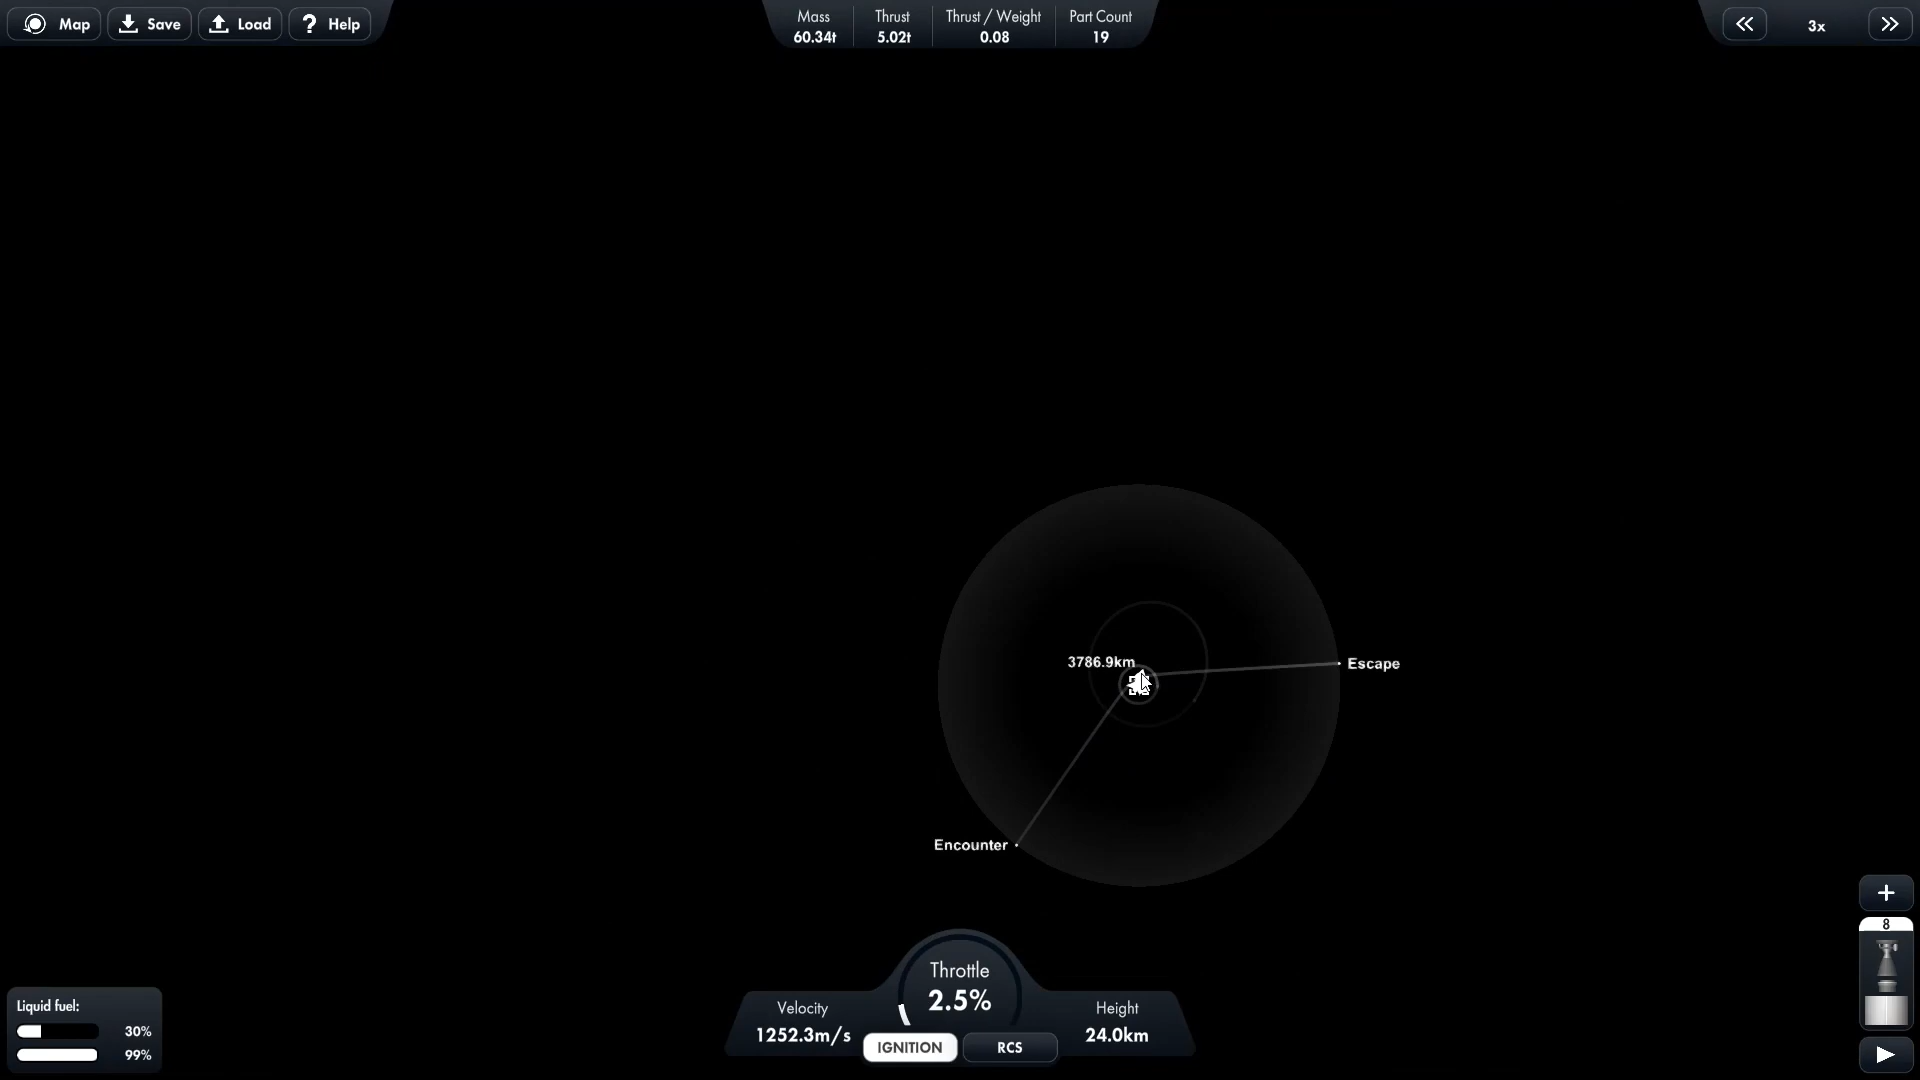 Map
Save
Load
Help
Mass
60.34t
Thrust
5.02t
Thrust / Weight
0.08
Part Count
19
3x
3786.9km
Escape
Encounter
8
Throttle
2.5%
Velocity
1252.3m/s
Height
24.0km
IGNITION
RCS
Liquid fuel:
30%
99%